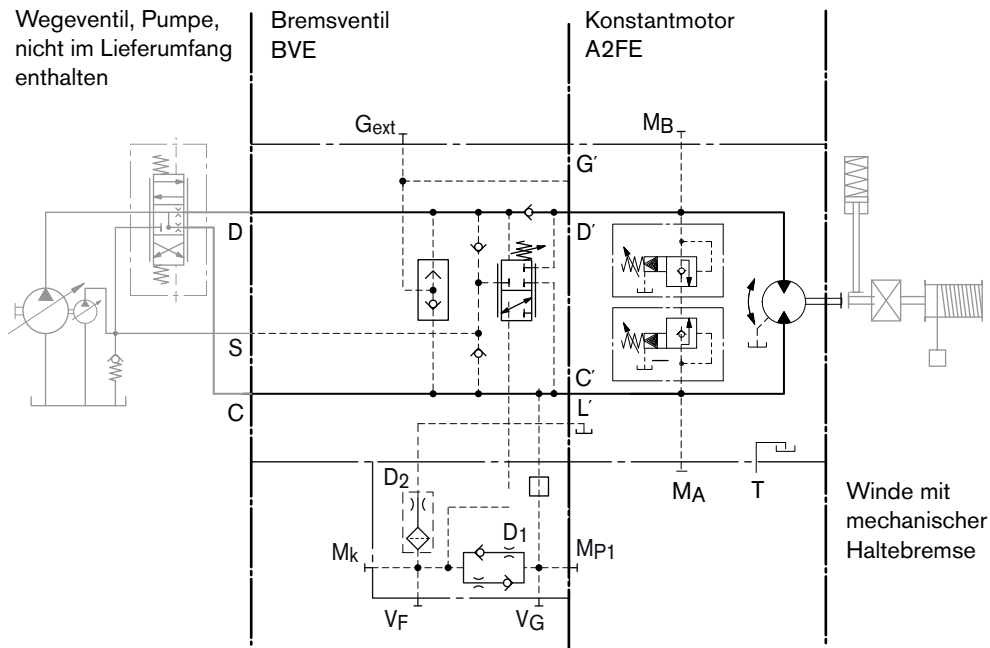 Wegeventil, Pumpe,
nicht im Lieferumfang
enthalten
Bremsventil
BVE
Konstantmotor
A2FE
Gext
MB
G'
D
D'
S
C'
C
L'
D2
MA
T
Winde mit
mechanischer
Haltebremse
D1
Mk
MP1
VF
VG